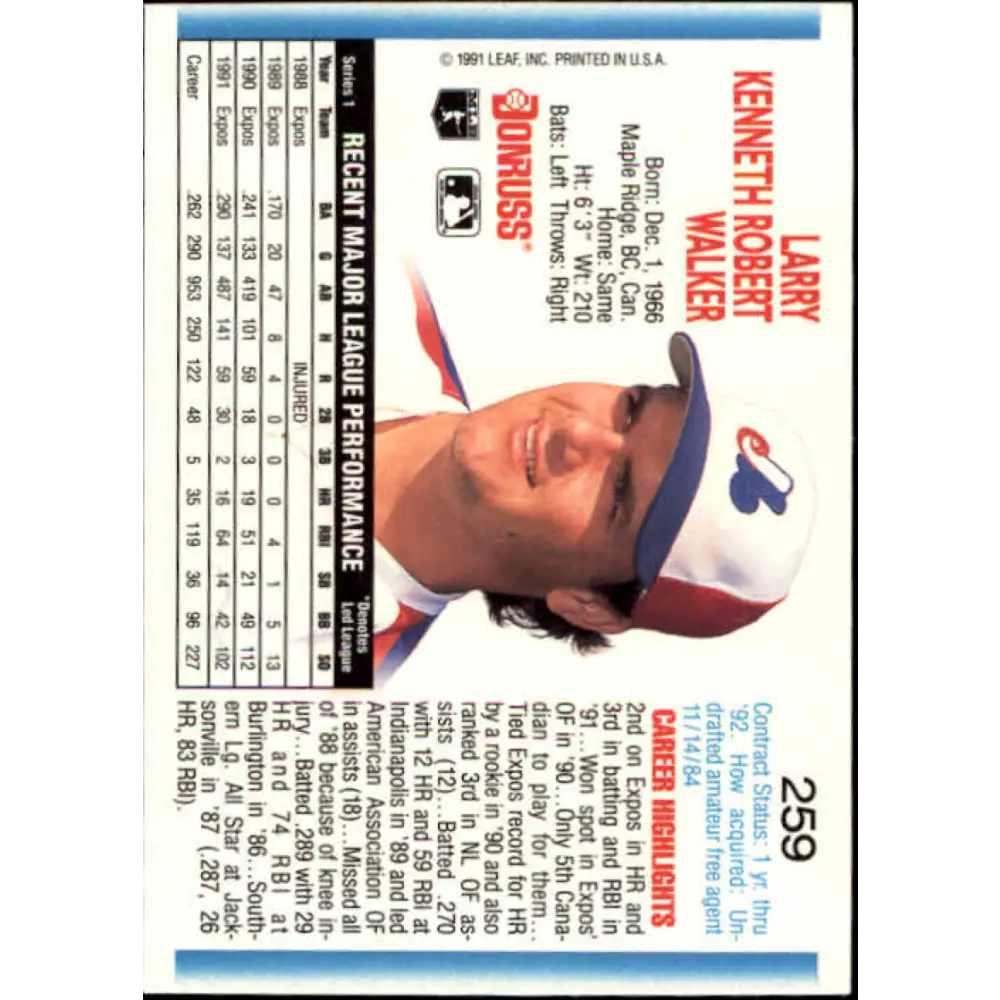 259
LARRY
KENNETH ROBERT
WALKER
Born: Dec. 1, 1966
Home: Same
Maple Ridge, BC, Can.
Ht: 6'3" Wt: 210
Bats: Left Throws: Right
DONRUSS®
MLB
© 1991 LEAF, INC. PRINTED IN U.S.A.
Contract Status: 1 yr. thru
'92. How acquired: Un-
drafted amateur free agent
11/14/84
CAREER HIGHLIGHTS
2nd on Expos in HR and
3rd in batting and RBI in
'91...Won spot in Expos'
OF in '90...Only 5th Cana-
dian to play for them...
Tied Expos record for HR
by a rookie in '90 and also
ranked 3rd in NL OF as-
sists (12)...Batted .270
with 12 HR and 59 RBI at
Indianapolis in '89 and led
American Association OF
in assists (18)...Missed all
of '88 because of knee in-
jury...Batted .289 with 29
HR and 74 RBI at
Burlington in '86...South-
ern Lg. All Star at Jack-
sonville in '87 (.287, 26
HR, 83 RBI).
Series 1 RECENT MAJOR LEAGUE PERFORMANCE *Denotes
Led League
Year Team BA G AB H R 2B 3B HR RBI SB BB SO
1988 Expos INJURED
1989 Expos .170 20 47 8 4 0 0 0 4 1 5 13
1990 Expos .241 133 419 101 59 18 3 19 51 21 49 112
1991 Expos .290 137 487 141 59 30 2 16 64 14 42 102
Career .262 290 953 250 122 48 5 35 119 36 96 227